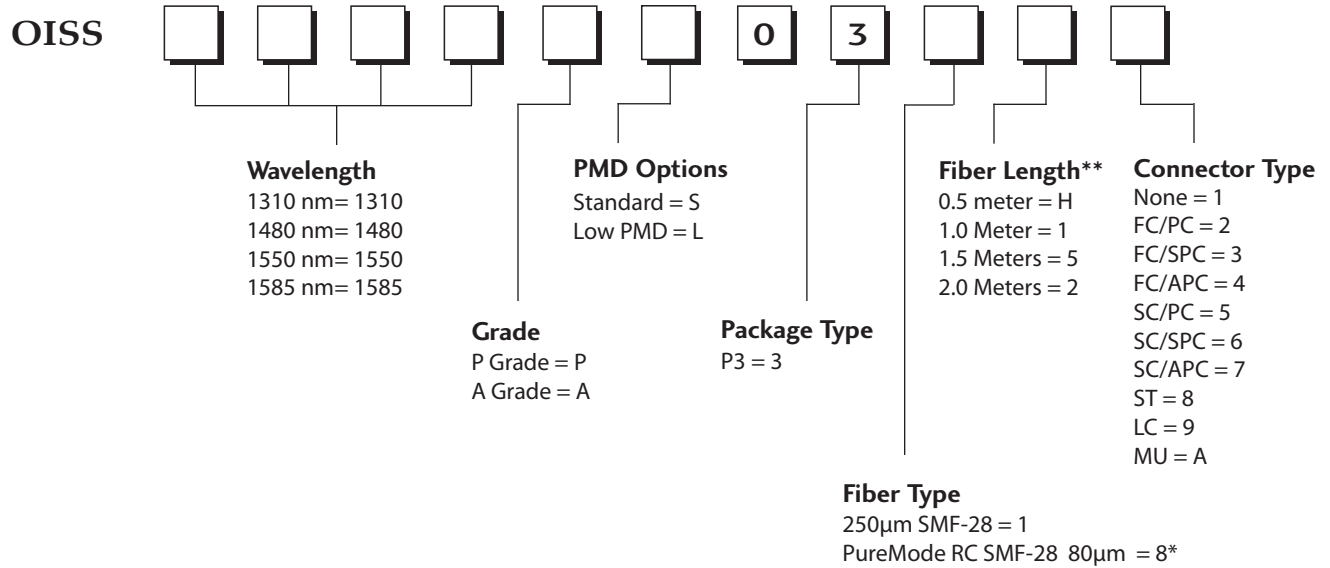 OISS 0 3
Wavelength
1310 nm= 1310
1480 nm= 1480
1550 nm= 1550
1585 nm= 1585
Grade
P Grade = P
A Grade = A
PMD Options
Standard = S
Low PMD = L
Package Type
P3 = 3
Fiber Type
250µm SMF-28 = 1
PureMode RC SMF-28 80µm = 8*
Fiber Length**
0.5 meter = H
1.0 Meter = 1
1.5 Meters = 5
2.0 Meters = 2
Connector Type
None = 1
FC/PC = 2
FC/SPC = 3
FC/APC = 4
SC/PC = 5
SC/SPC = 6
SC/APC = 7
ST = 8
LC = 9
MU = A